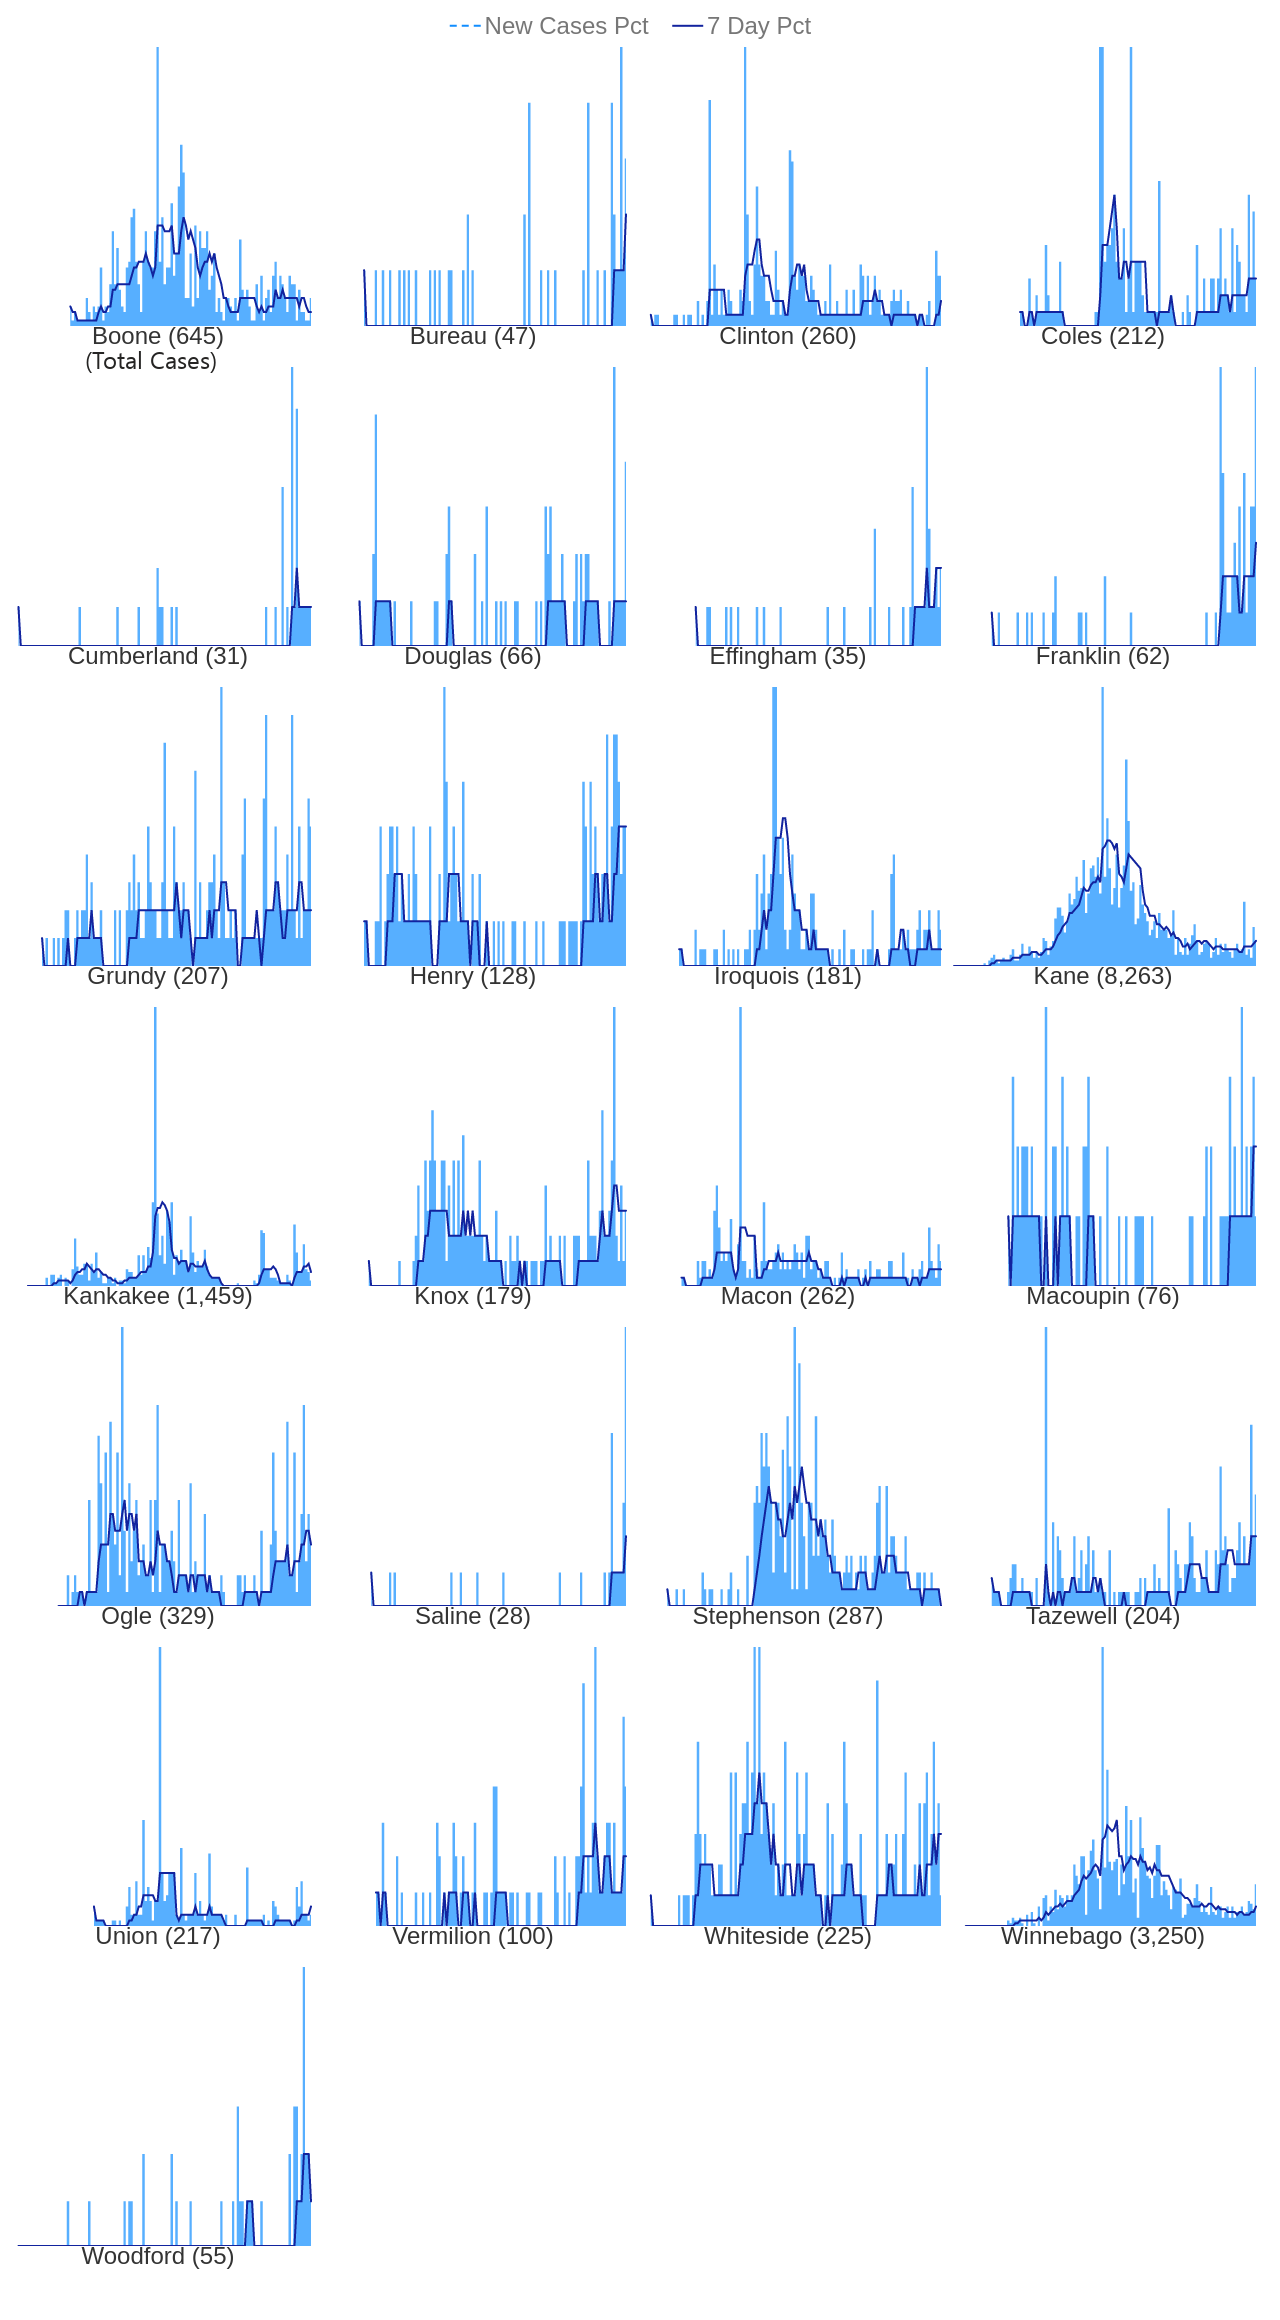 New Cases Pct 7 Day Pct
Boone (645) Bureau (47) Clinton (260) Coles (212)
(Total Cases)
Cumberland (31) Douglas (66) Effingham (35) Franklin (62)
Grundy (207) Henry (128) Iroquois (181) Kane (8,263)
Kankakee (1,459) Knox (179) Macon (262) Macoupin (76)
Ogle (329) Saline (28) Stephenson (287) Tazewell (204)
Union (217) Vermilion (100) Whiteside (225) Winnebago (3,250)
Woodford (55)